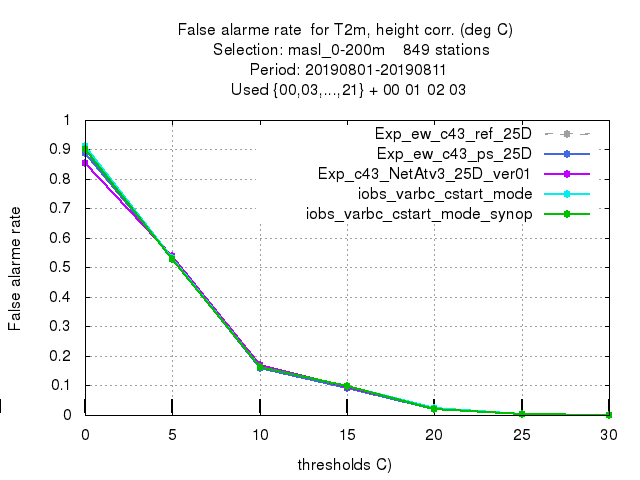 False alarme rate  for T2m, height corr. (deg C)
Selection: masl_0-200m    849 stations
Period: 20190801-20190811
Used {00,03,...,21} + 00 01 02 03
Exp_ew_c43_ref_25D
Exp_ew_c43_ps_25D
Exp_c43_NetAtv3_25D_ver01
iobs_varbc_cstart_mode
iobs_varbc_cstart_mode_synop
False alarme rate
1
0.9
0.8
0.7
0.6
0.5
0.4
0.3
0.2
0.1
0
0 5 10 15 20 25 30
thresholds C)